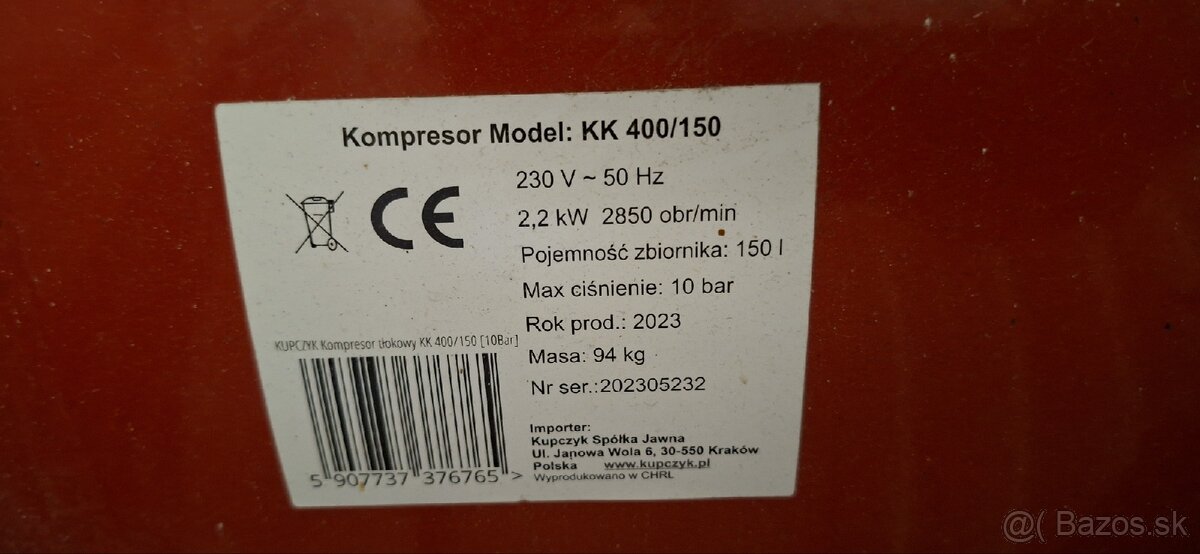 Kompresor Model: KK 400/150
CE
230 V ~ 50 Hz
2,2 kW 2850 obr/min
Pojemność zbiornika: 150 l
Max ciśnienie: 10 bar
Rok prod.: 2023
Masa: 94 kg
Nr ser.:202305232
KUPCZYK Kompresor tłokowy KK 400/150 [10Bar]
5 907737 376765 >
Importer:
Kupczyk Spółka Jawna
Ul. Janowa Wola 6, 30-550 Kraków
Polska www.kupczyk.pl
Wyprodukowano w CHRL
@( Bazos.sk